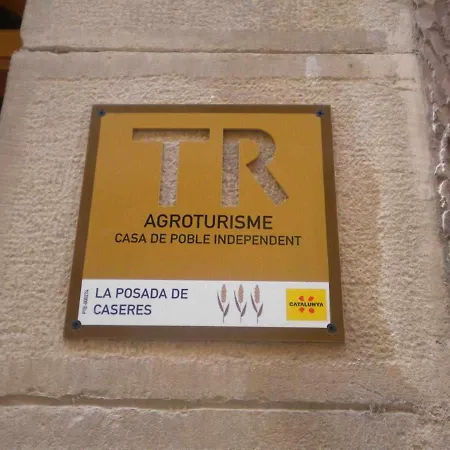 TR
AGROTURISME
CASA DE POBLE INDEPENDENT
LA POSADA DE
CASERES
CATALUNYA